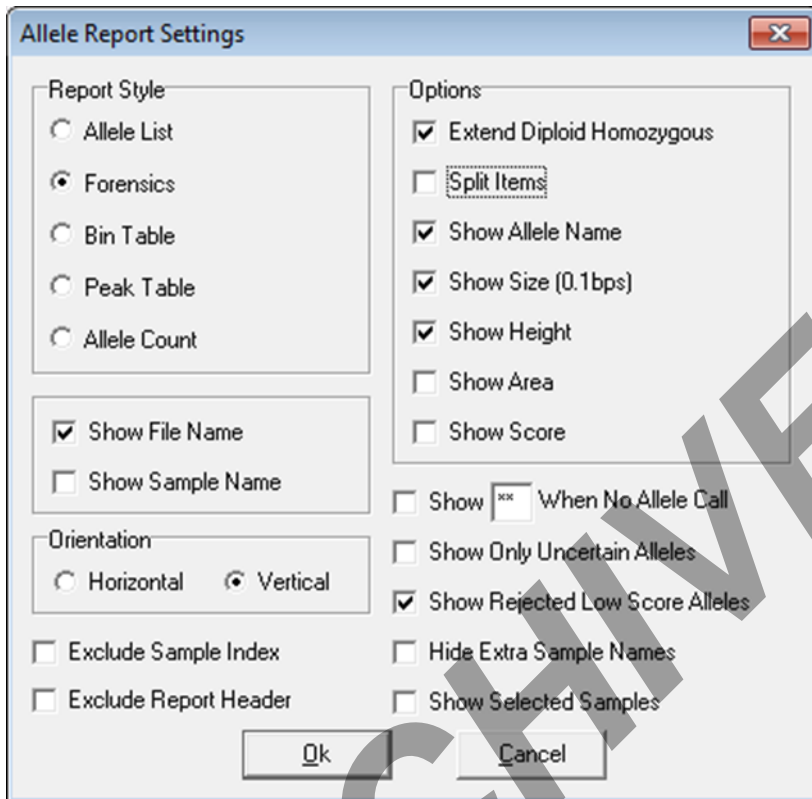 Allele Report Settings
Report Style
Allele List
Forensics
Bin Table
Peak Table
Allele Count
Show File Name
Show Sample Name
Orientation
Horizontal Vertical
Exclude Sample Index
Exclude Report Header
Options
Extend Diploid Homozygous
Split Items
Show Allele Name
Show Size (0.1bps)
Show Height
Show Area
Show Score
Show ** When No Allele Call
Show Only Uncertain Alleles
Show Rejected Low Score Alleles
Hide Extra Sample Names
Show Selected Samples
Ok Cancel